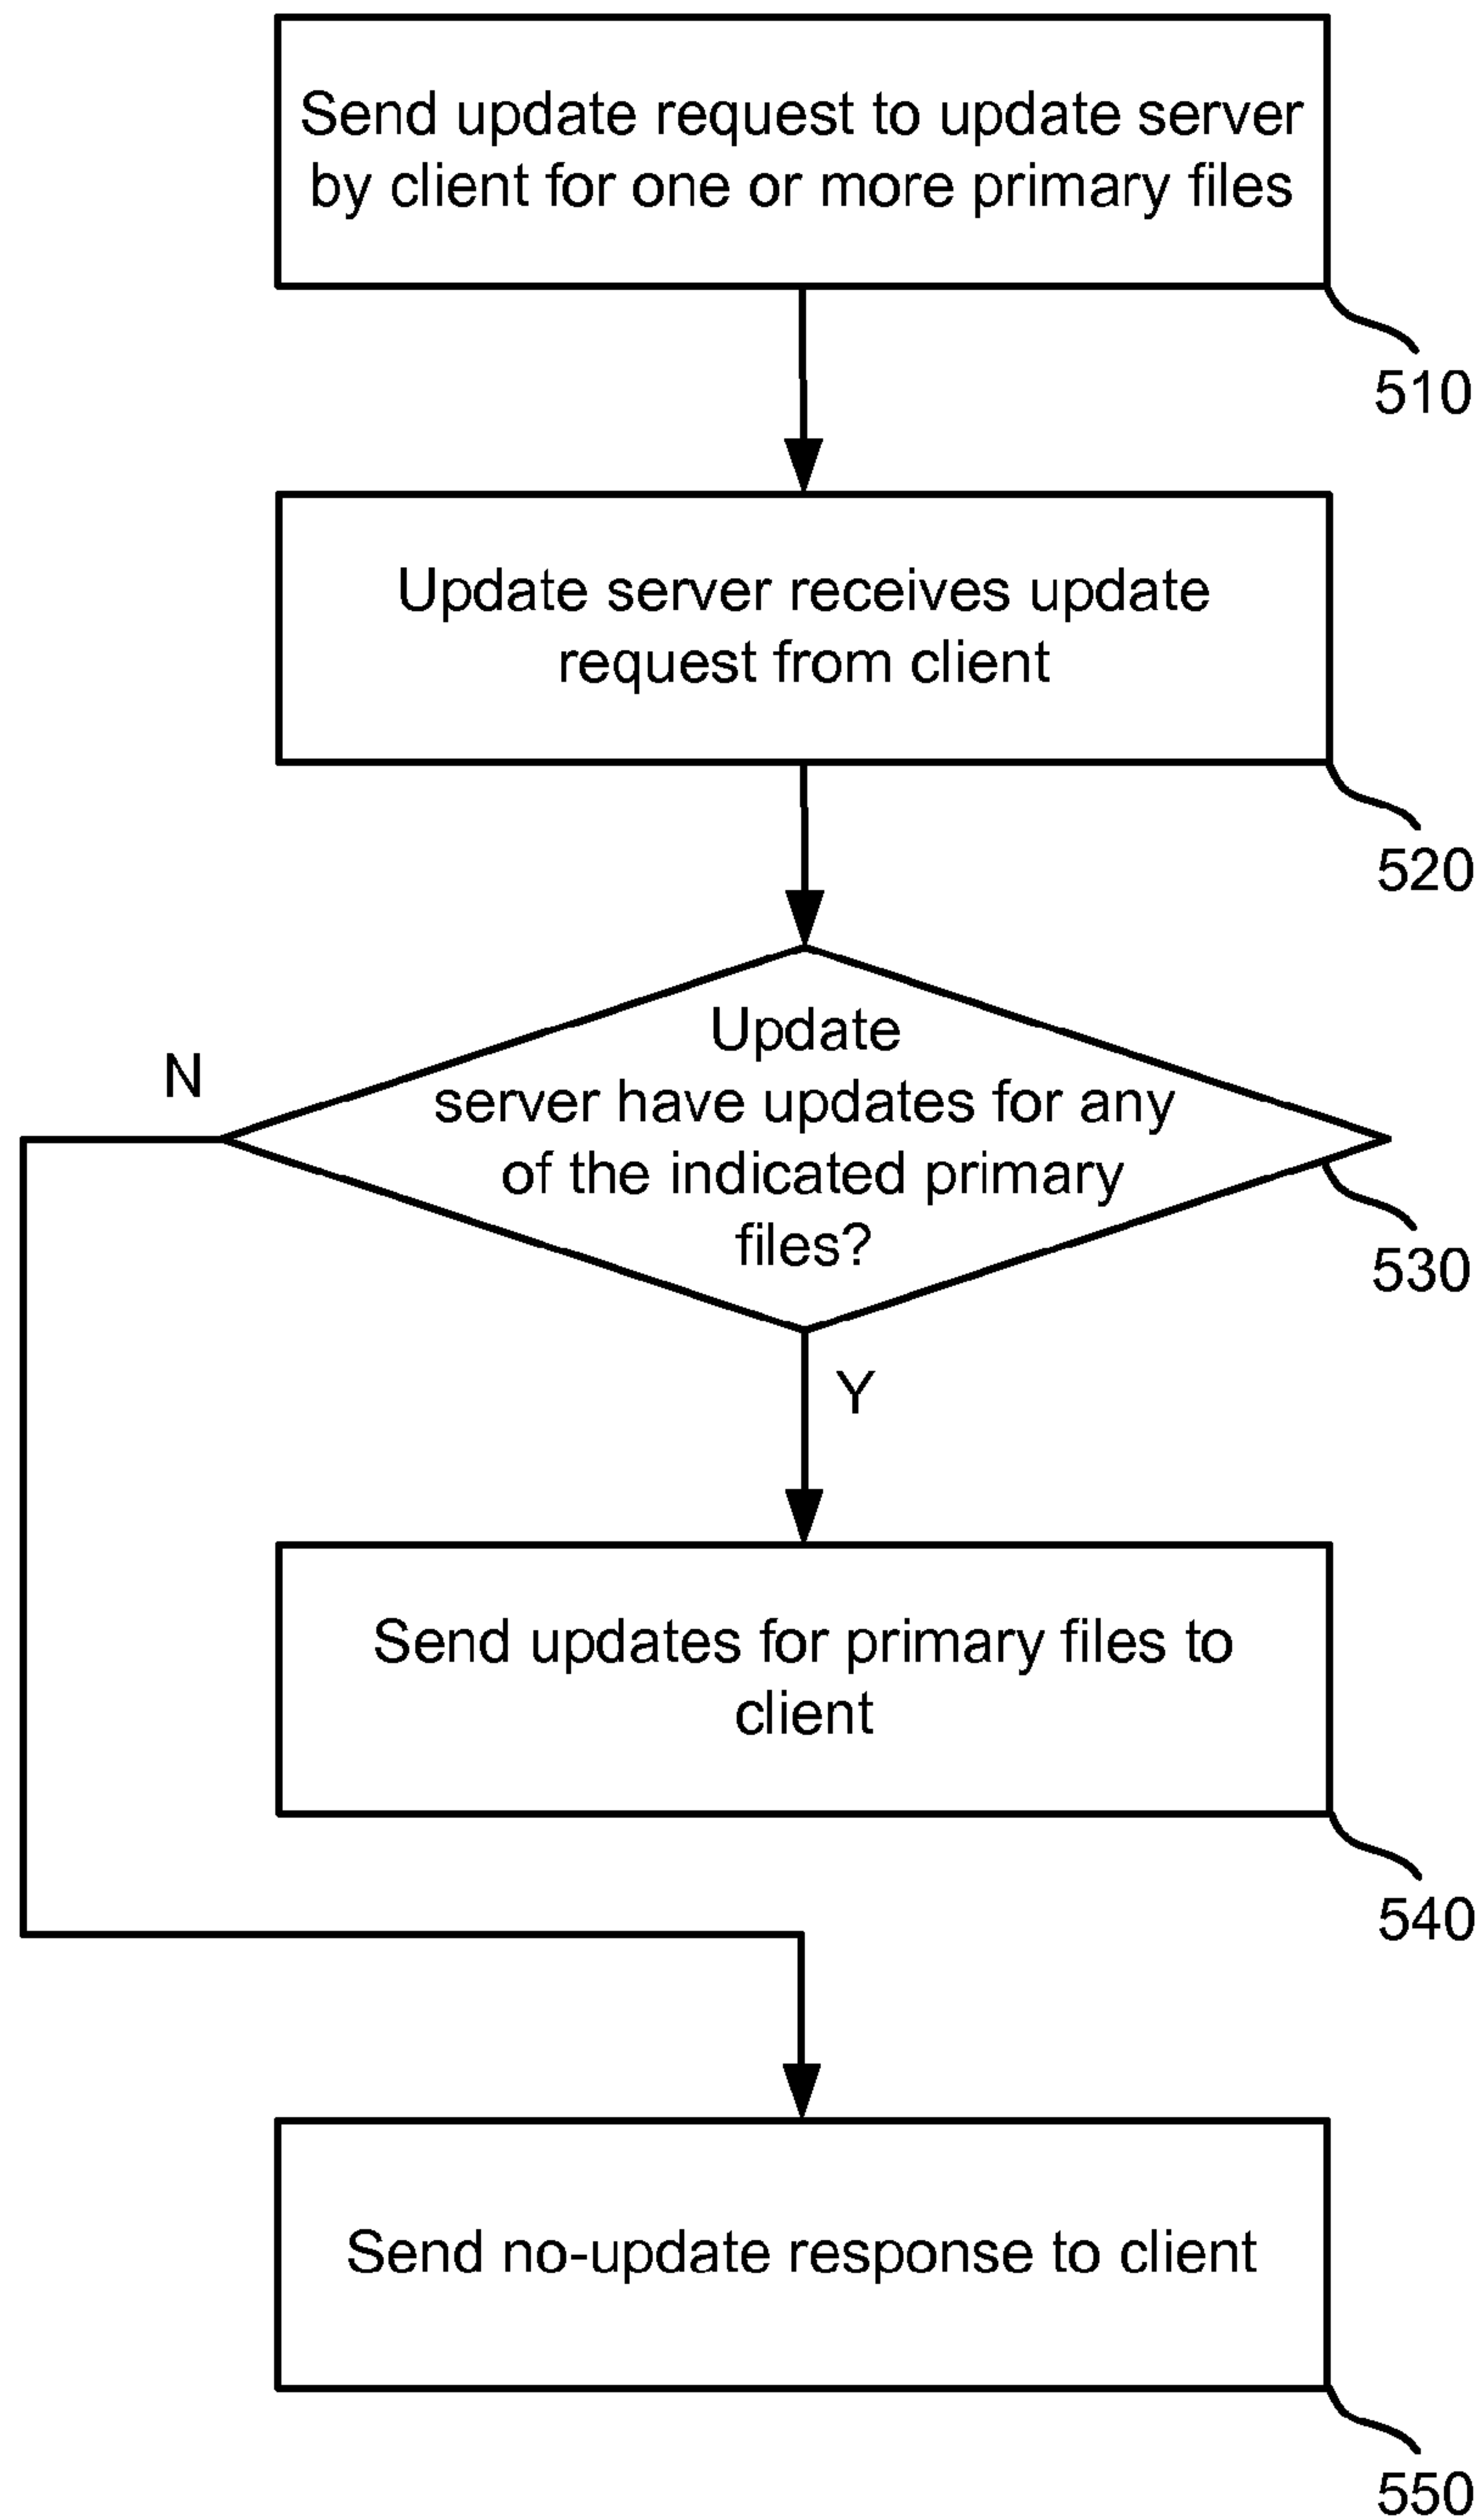 Send update request to update server
by client for one or more primary files
510
Update server receives update
request from client
520
Update
server have updates for any
of the indicated primary
files?
N
530
Y
Send updates for primary files to
client
540
Send no-update response to client
550